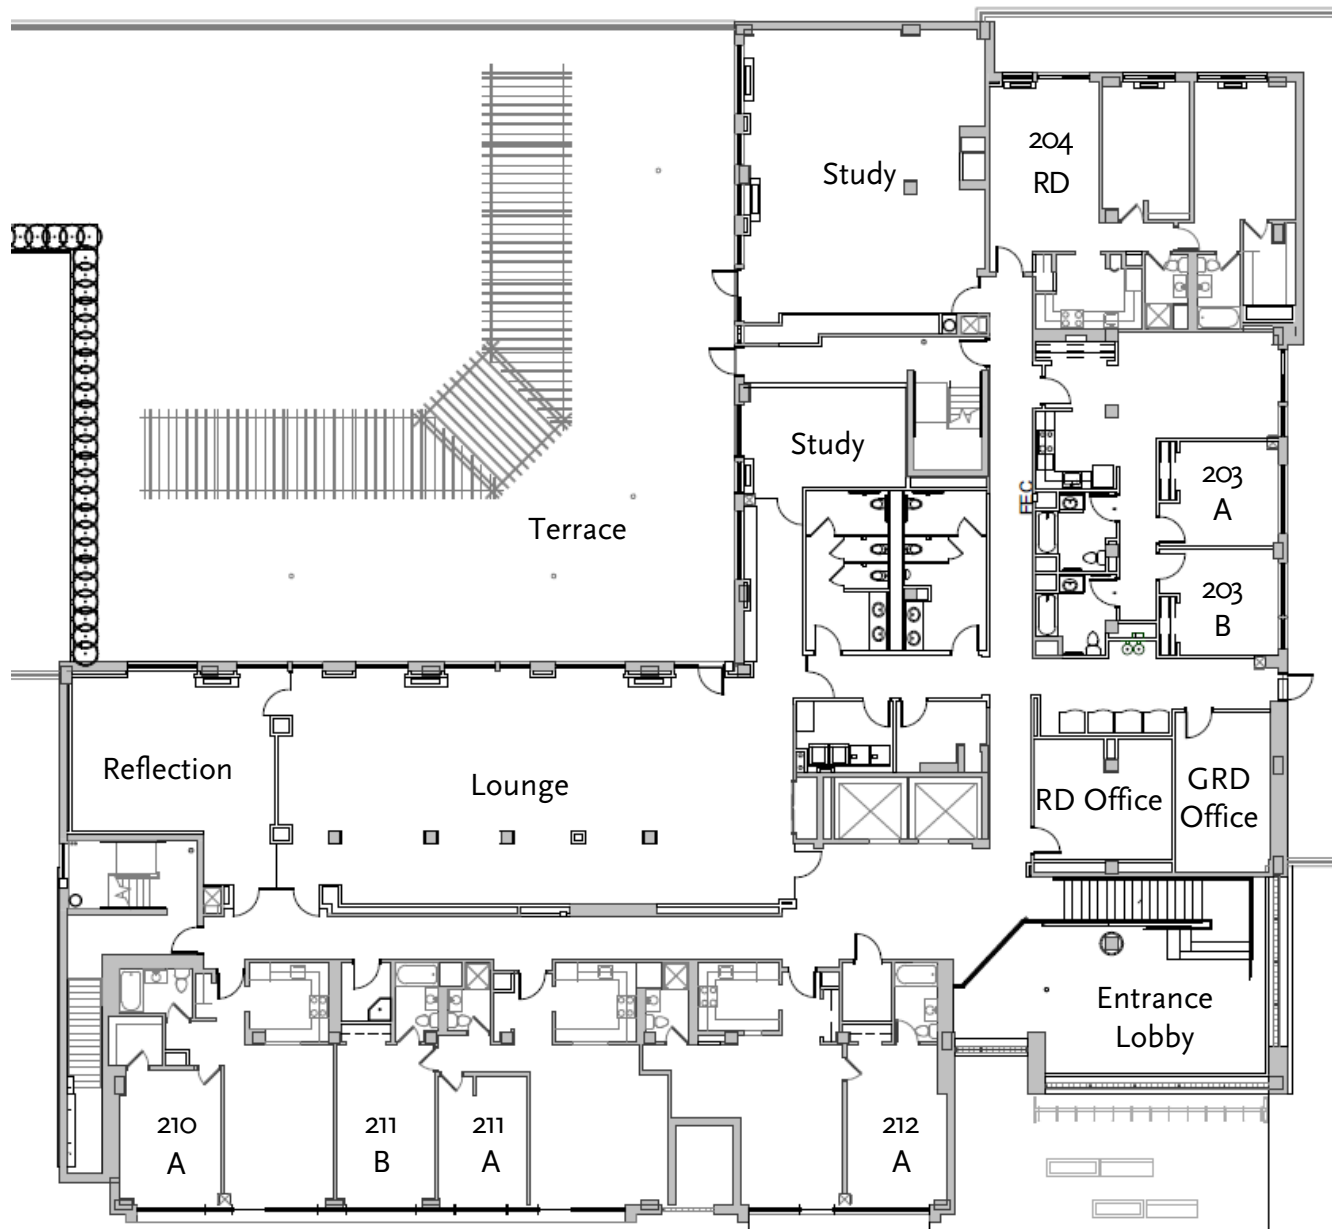 Study
204
RD
Study
203
A
FEC
Terrace
203
B
Reflection
Lounge
RD Office
GRD
Office
Entrance
Lobby
210
A
211
B
211
A
212
A